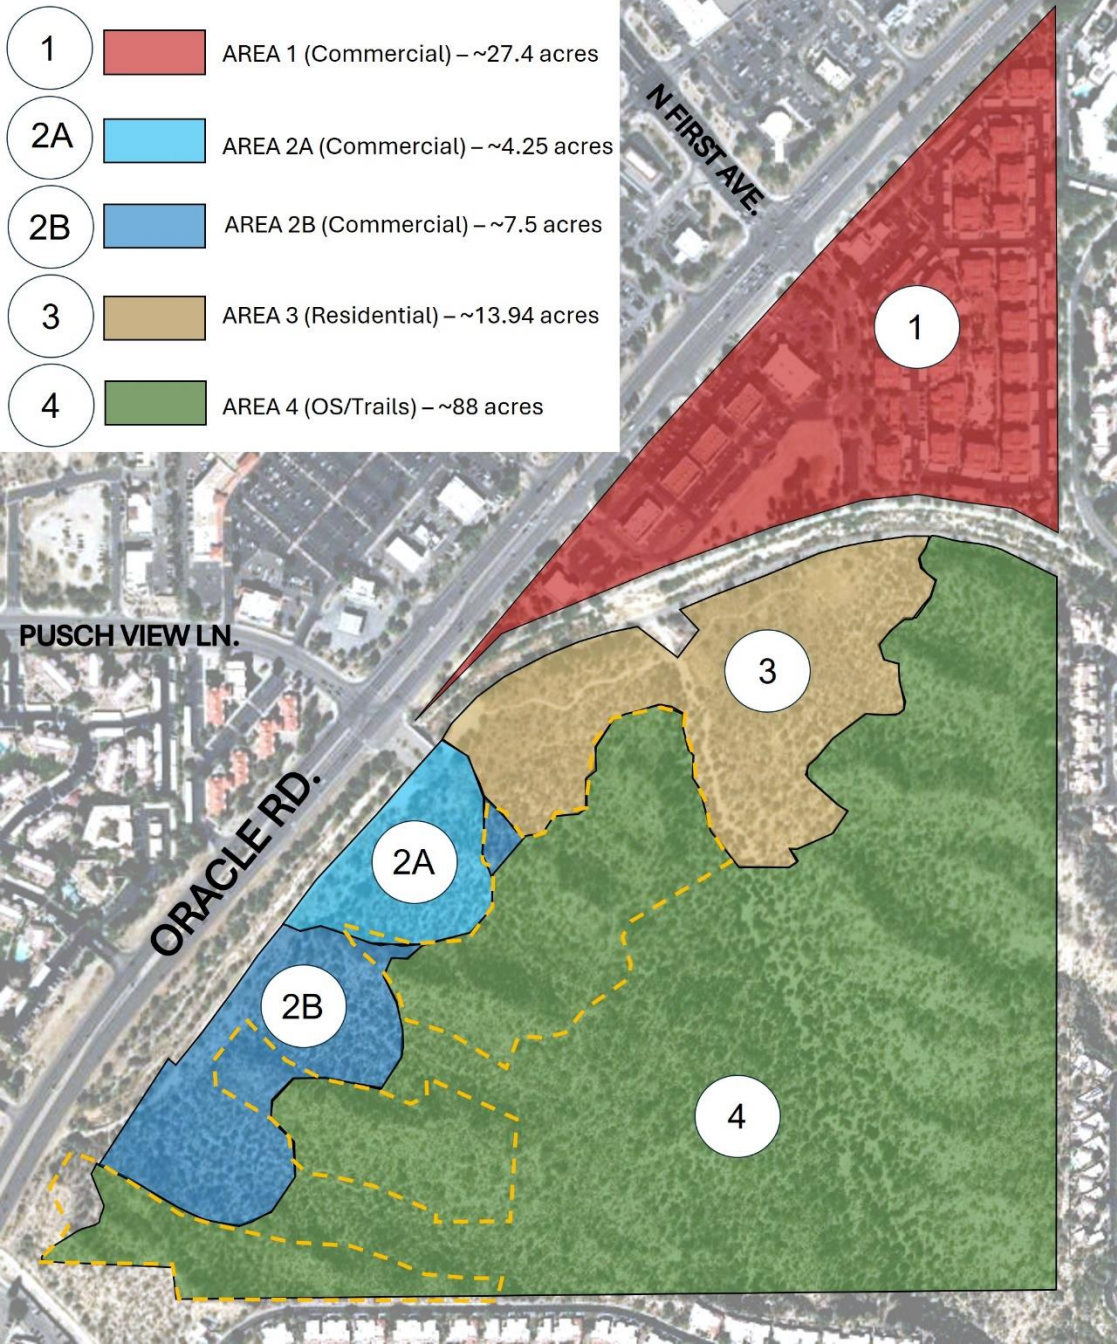 1
AREA 1 (Commercial) – ~27.4 acres
2A
AREA 2A (Commercial) – ~4.25 acres
2B
AREA 2B (Commercial) – ~7.5 acres
3
AREA 3 (Residential) – ~13.94 acres
4
AREA 4 (OS/Trails) – ~88 acres
N FIRST AVE.
1
PUSCH VIEW LN.
3
ORACLE RD.
2A
2B
4